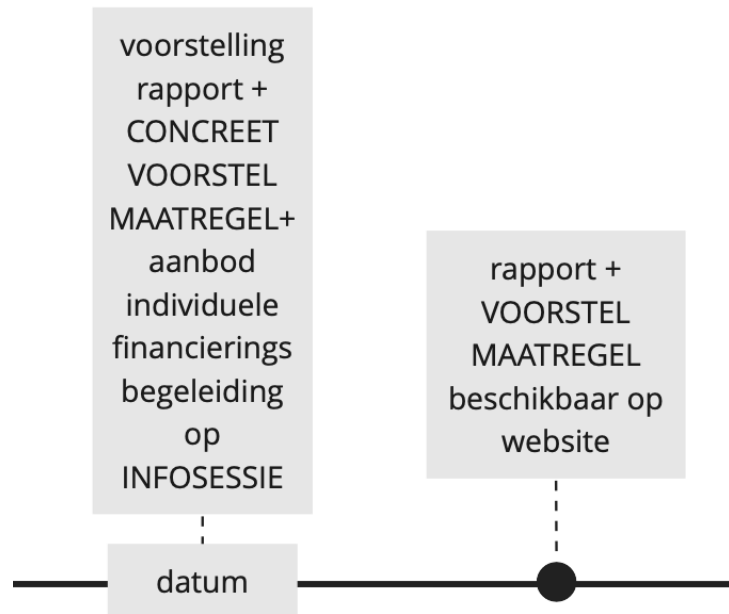 voorstelling
rapport +
CONCREET
VOORSTEL
MAATREGEL+
aanbod
individuele
financierings
begeleiding
op
INFOSESSIE
datum
rapport +
VOORSTEL
MAATREGEL
beschikbaar op
website